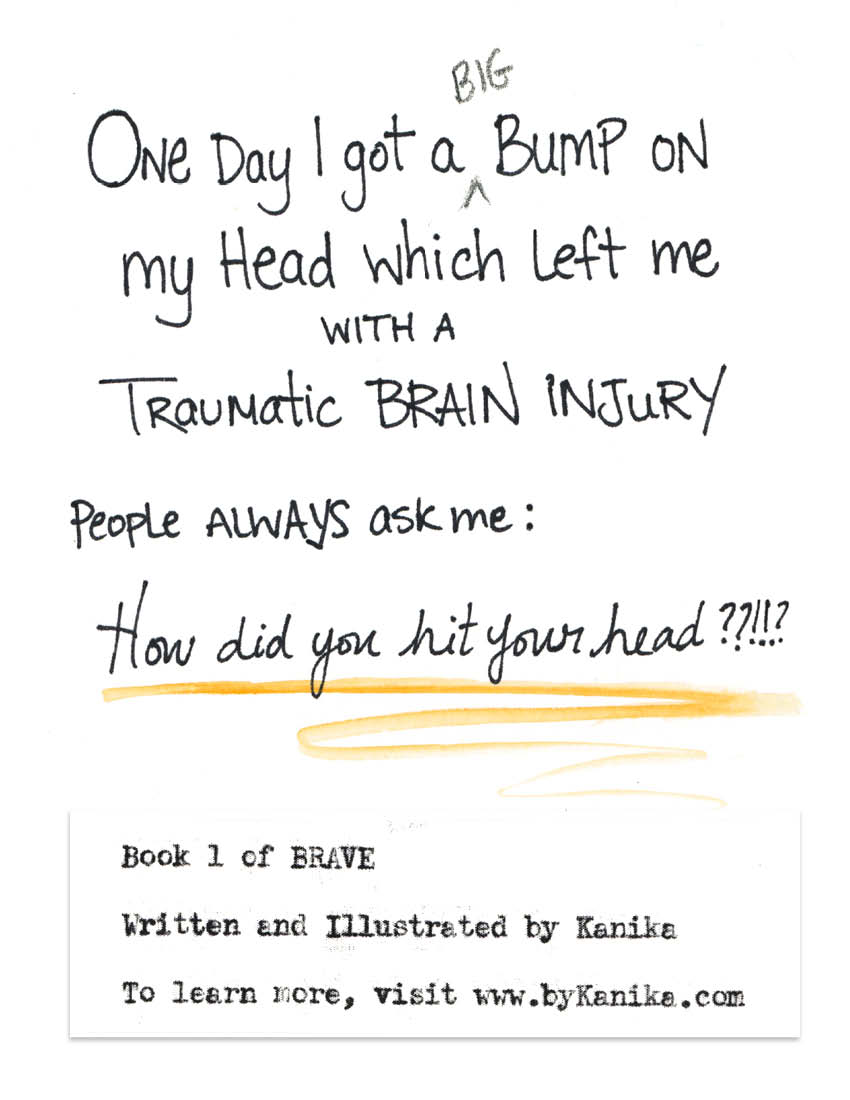 One Day I got a BIG Bump on
my Head which left me
WITH A
Traumatic BRAIN INJURY
People ALWAYS ask me:
How did you hit your head ??!!?
Book 1 of BRAVE
Written and Illustrated by Kanika
To learn more, visit www.byKanika.com